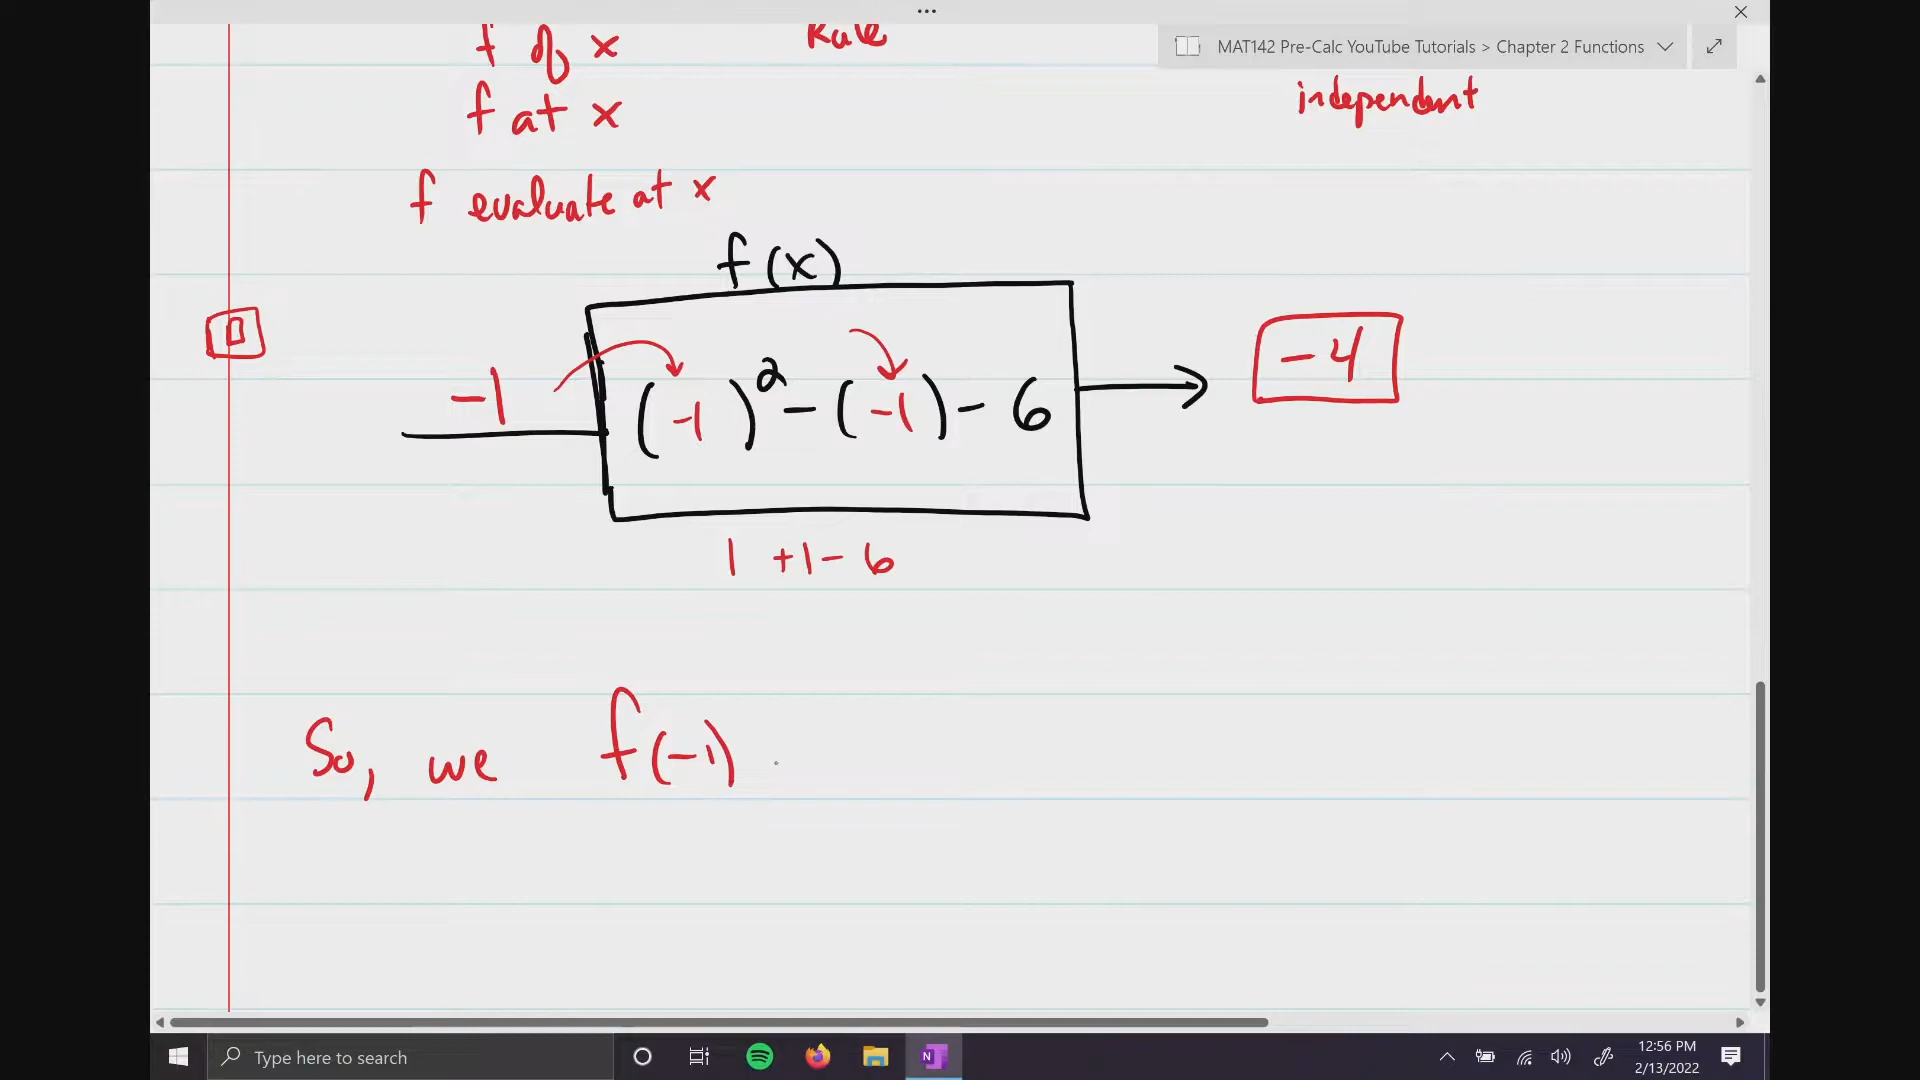 f of x Rule
MAT142 Pre-Calc YouTube Tutorials > Chapter 2 Functions
independent
f at x
f evaluate at x
f(x)
-1 (-1)² - (-1) - 6 -4
1 +1 - 6
So, we f(-1)
Type here to search
N
12:56 PM
2/13/2022